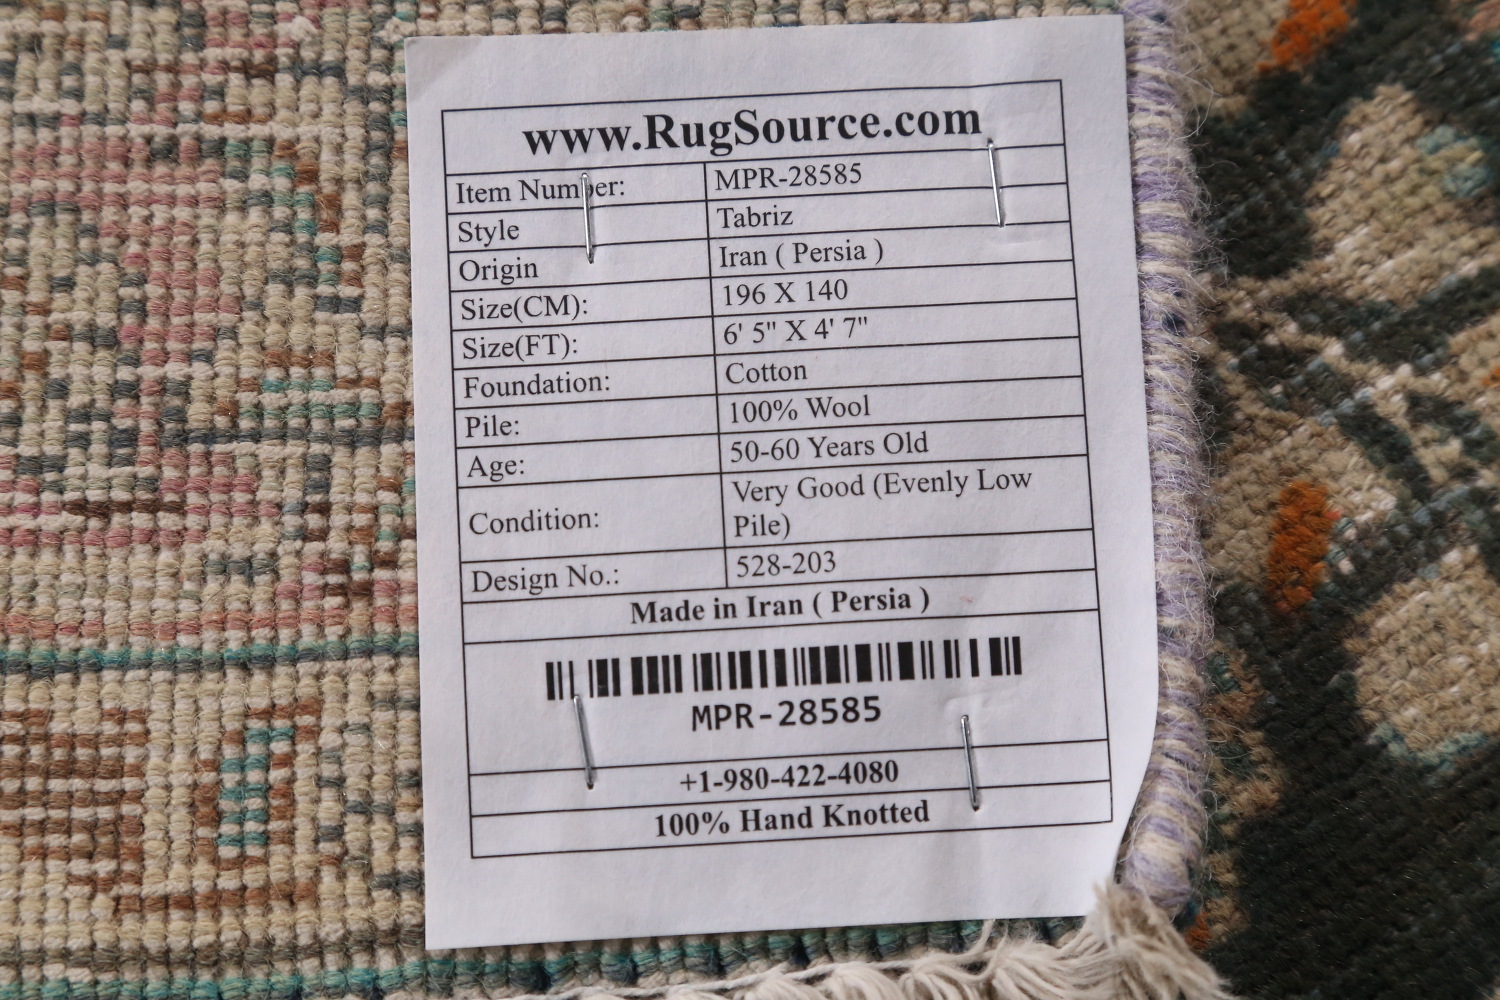 www.RugSource.com
Item Number: MPR-28585
Style Tabriz
Origin Iran ( Persia )
Size(CM): 196 X 140
Size(FT): 6' 5" X 4' 7"
Foundation: Cotton
Pile: 100% Wool
Age: 50-60 Years Old
Condition: Very Good (Evenly Low
Pile)
Design No.: 528-203
Made in Iran ( Persia )
MPR-28585
+1-980-422-4080
100% Hand Knotted